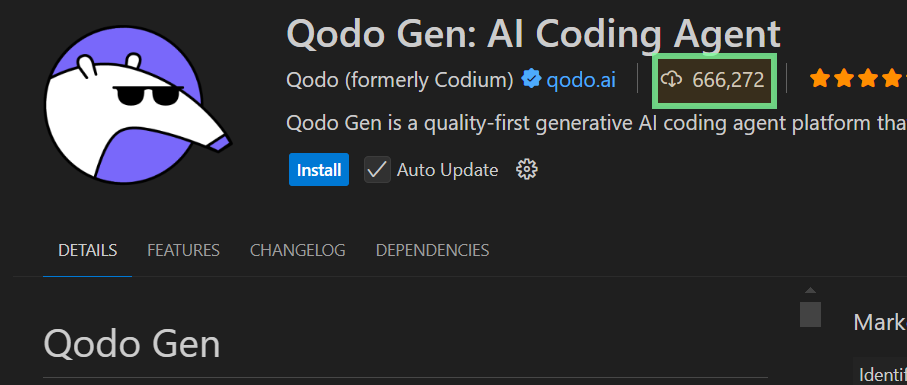 Qodo Gen: AI Coding Agent
Qodo (formerly Codium) qodo.ai 666,272
Qodo Gen is a quality-first generative AI coding agent platform tha
Install Auto Update
DETAILS FEATURES CHANGELOG DEPENDENCIES
Qodo Gen
Mark
Identif